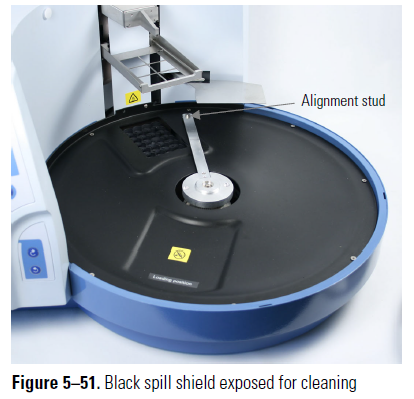 Alignment stud
Loading position
Figure 5–51. Black spill shield exposed for cleaning